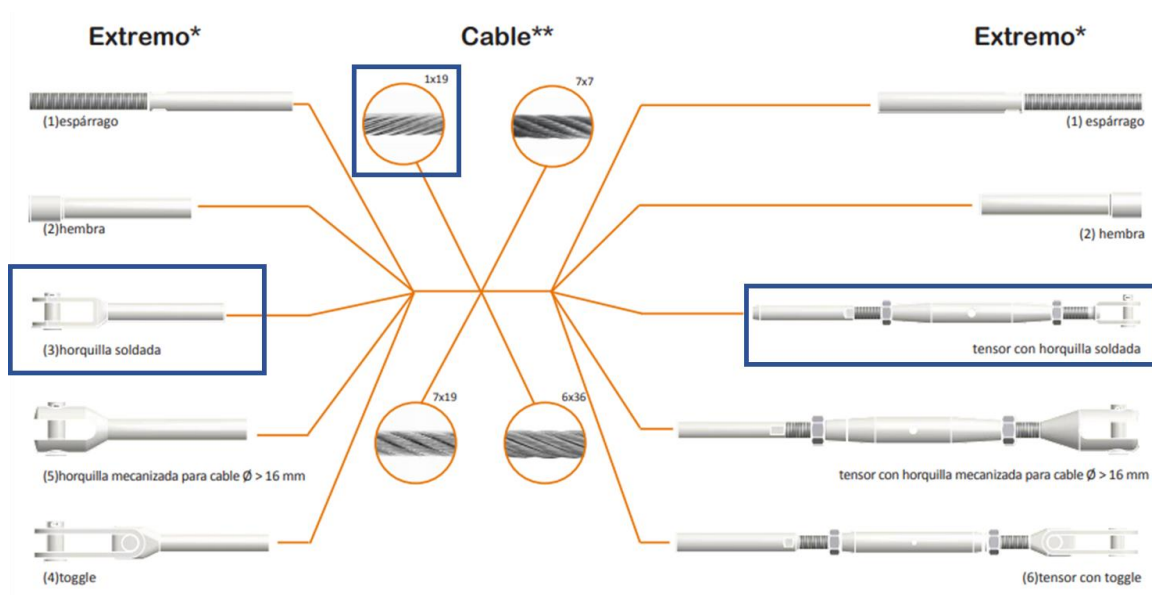 Extremo*
Cable**
Extremo*
1x19
7x7
(1)espárrago
(1) espárrago
(2)hembra
(2) hembra
(3)horquilla soldada
tensor con horquilla soldada
7x19
6x36
(5)horquilla mecanizada para cable Ø > 16 mm
tensor con horquilla mecanizada para cable Ø > 16 mm
(4)toggle
(6)tensor con toggle